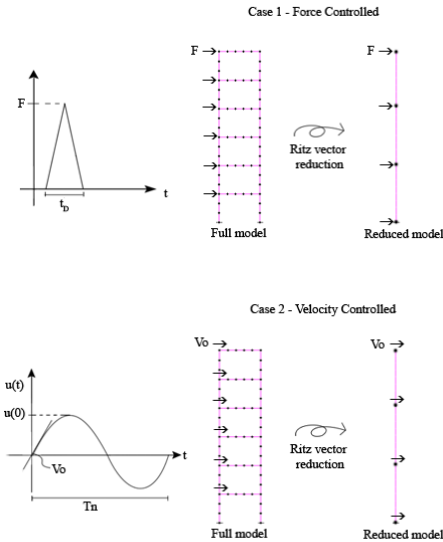 Case 1 - Force Controlled
F
F
F
t
t_D
Ritz vector
reduction
Full model
Reduced model
Case 2 - Velocity Controlled
Vo
Vo
u(t)
u(0)
t
Vo
Tn
Ritz vector
reduction
Full model
Reduced model